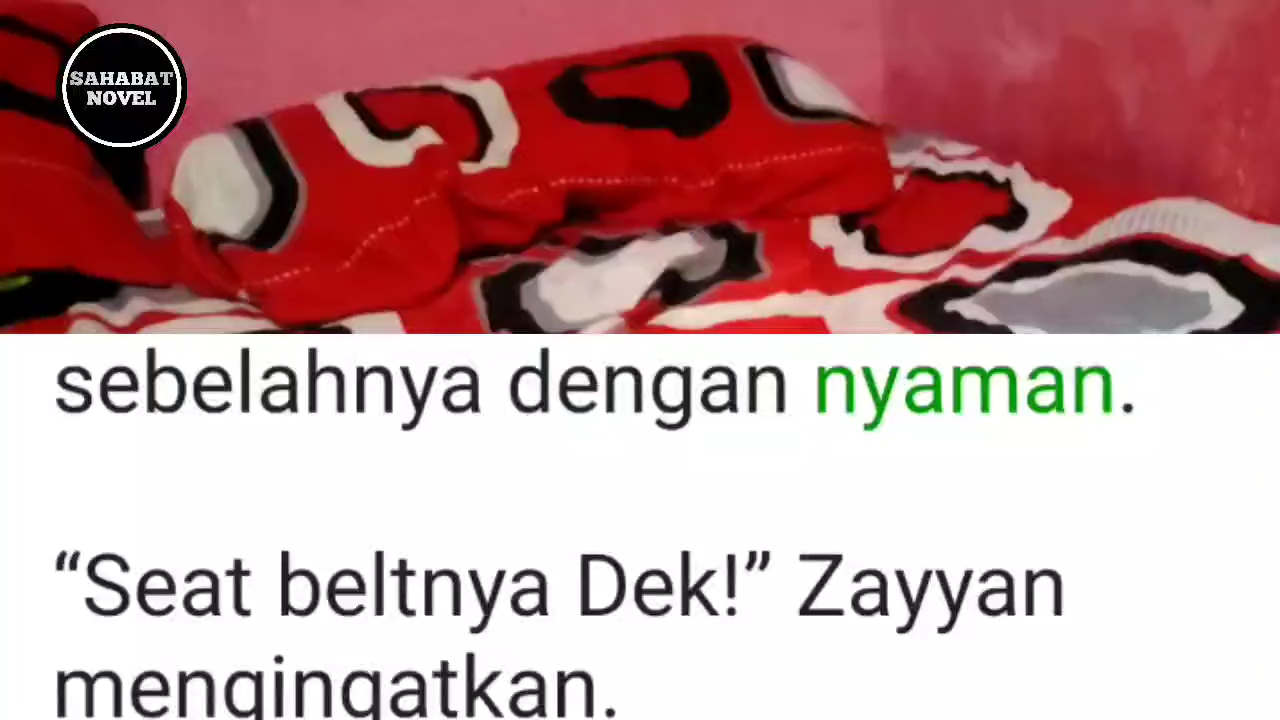 SAHABAT
NOVEL
sebelahnya dengan nyaman.
“Seat beltnya Dek!” Zayyan
mengingatkan.